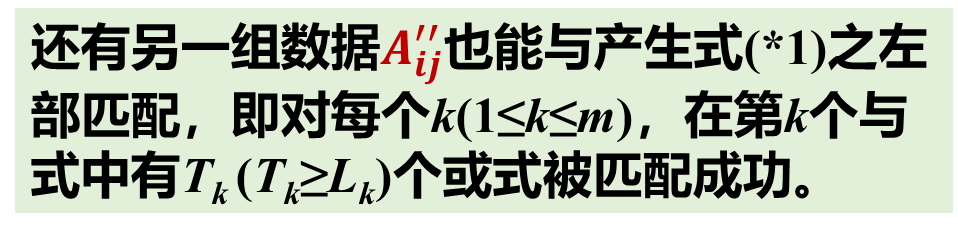 还有另一组数据A''ij也能与产生式(*1)之左
部匹配，即对每个k(1≤k≤m)，在第k个与
式中有Tk (Tk≥Lk)个或式被匹配成功。